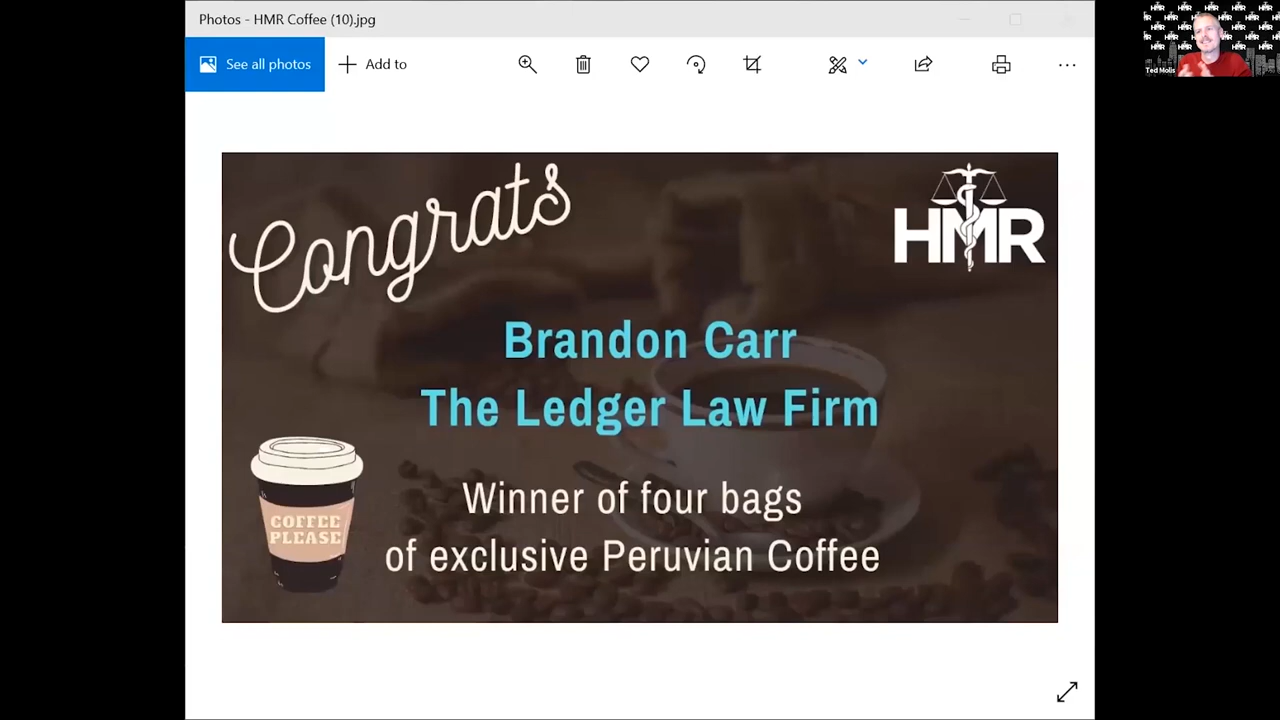 Photos - HMR Coffee (10).jpg
See all photos
Add to
Congrats
HMR
Brandon Carr
The Ledger Law Firm
COFFEE
PLEASE
Winner of four bags
of exclusive Peruvian Coffee
HMR
Ted Molis